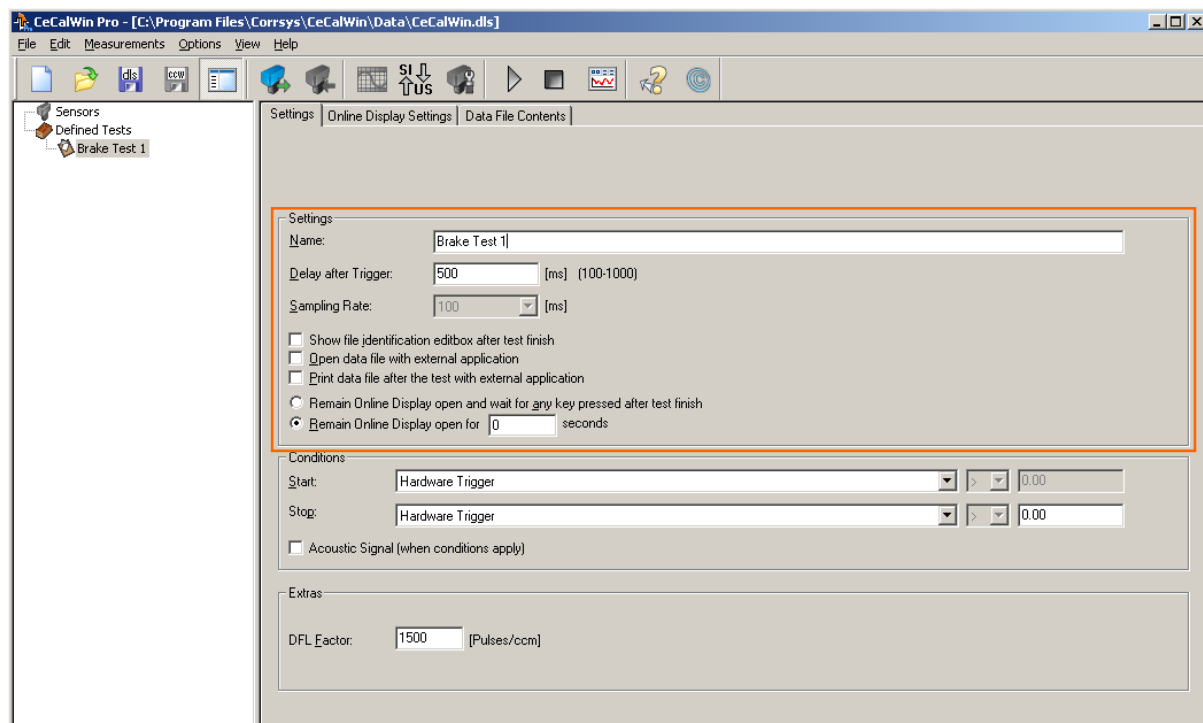 CeCalWin Pro - [C:\Program Files\Corrsys\CeCalWin\Data\CeCalWin.dls]
File Edit Measurements Options View Help
dls ccw SI US
Sensors
Defined Tests
Brake Test 1
Settings Online Display Settings Data File Contents
Settings
Name: Brake Test 1
Delay after Trigger: 500 [ms] (100-1000)
Sampling Rate: 100 [ms]
Show file identification editbox after test finish
Open data file with external application
Print data file after the test with external application
Remain Online Display open and wait for any key pressed after test finish
Remain Online Display open for 0 seconds
Conditions
Start: Hardware Trigger > 0.00
Stop: Hardware Trigger > 0.00
Acoustic Signal (when conditions apply)
Extras
DFL Factor: 1500 [Pulses/ccm]